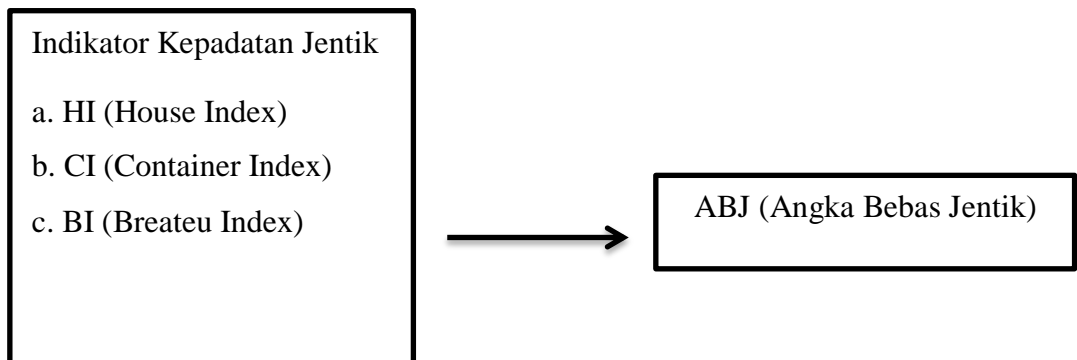 Indikator Kepadatan Jentik
a. HI (House Index)
b. CI (Container Index)
c. BI (Breateu Index)
ABJ (Angka Bebas Jentik)